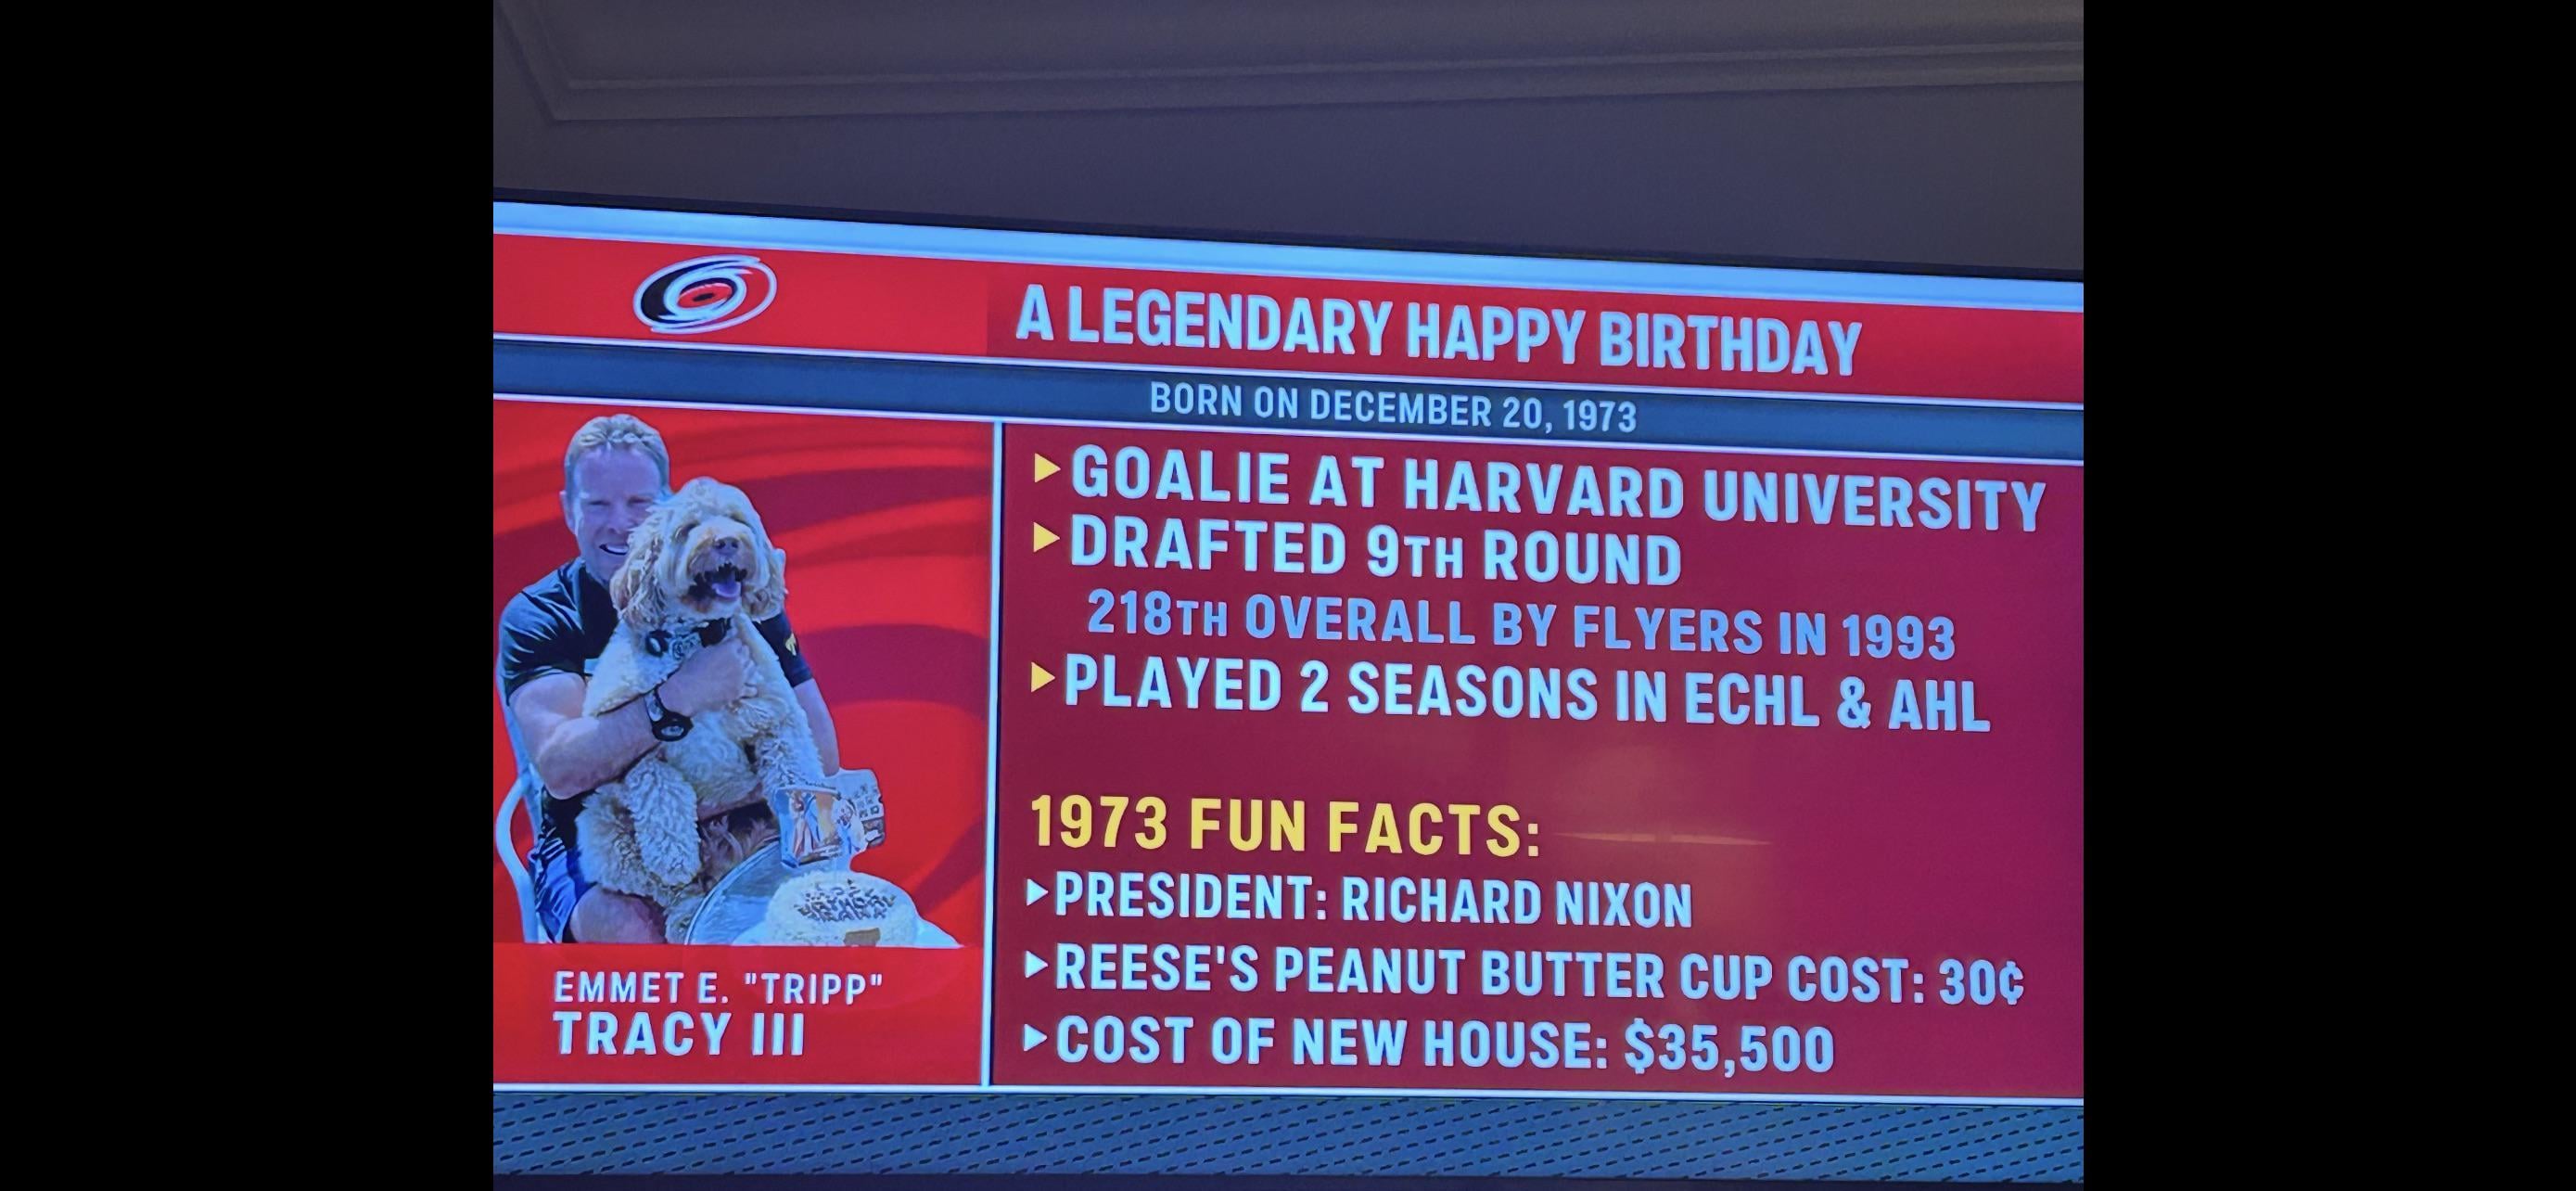 A LEGENDARY HAPPY BIRTHDAY
BORN ON DECEMBER 20, 1973
▶GOALIE AT HARVARD UNIVERSITY
▶DRAFTED 9TH ROUND
218TH OVERALL BY FLYERS IN 1993
▶PLAYED 2 SEASONS IN ECHL & AHL
1973 FUN FACTS:
▶PRESIDENT: RICHARD NIXON
▶REESE'S PEANUT BUTTER CUP COST: 30¢
▶COST OF NEW HOUSE: $35,500
EMMET E. "TRIPP"
TRACY III